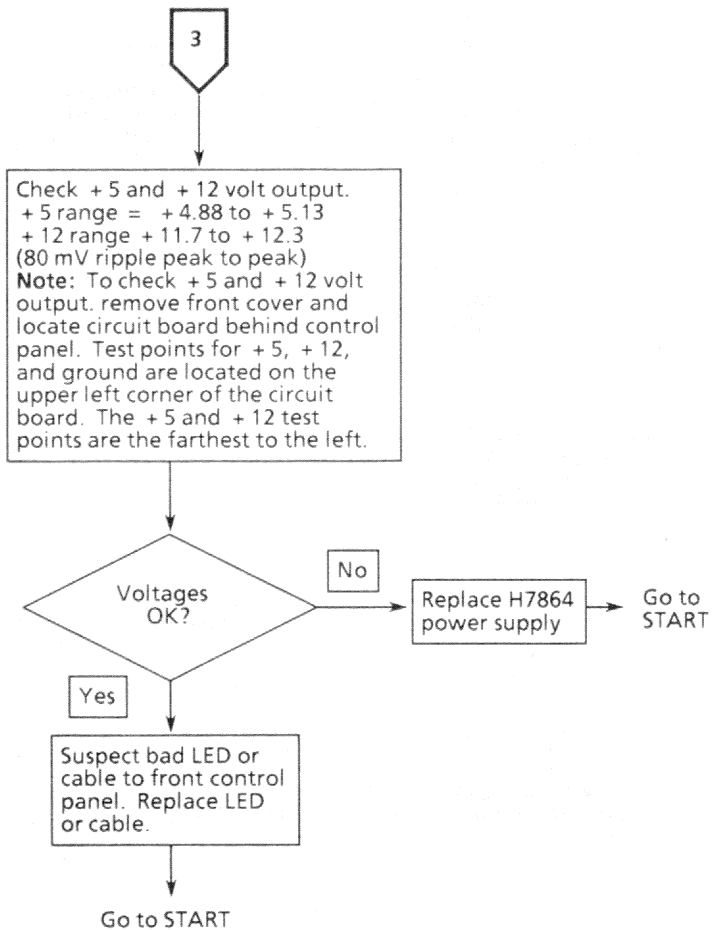 3
Check + 5 and + 12 volt output.
+ 5 range = + 4.88 to + 5.13
+ 12 range + 11.7 to + 12.3
(80 mV ripple peak to peak)
Note: To check + 5 and + 12 volt
output. remove front cover and
locate circuit board behind control
panel. Test points for + 5, + 12,
and ground are located on the
upper left corner of the circuit
board. The + 5 and + 12 test
points are the farthest to the left.
Voltages
OK?
No
Replace H7864
power supply
Go to
START
Yes
Suspect bad LED or
cable to front control
panel. Replace LED
or cable.
Go to START